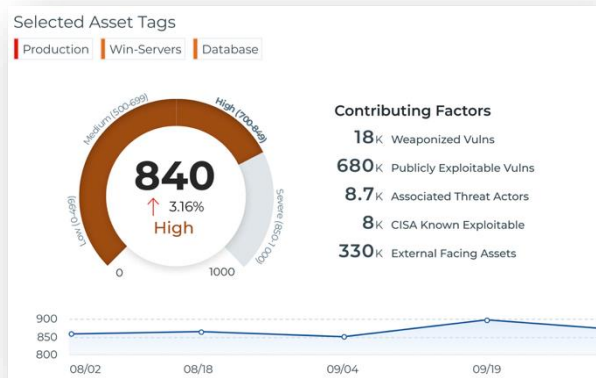 Selected Asset Tags
Production
Win-Servers
Database
Low (0-499)
Medium (500-699)
High (700-849)
Severe (850-1000)
840
↑ 3.16%
High
0
1000
Contributing Factors
18K Weaponized Vulns
680K Publicly Exploitable Vulns
8.7K Associated Threat Actors
8K CISA Known Exploitable
330K External Facing Assets
900
850
800
08/02
08/18
09/04
09/19